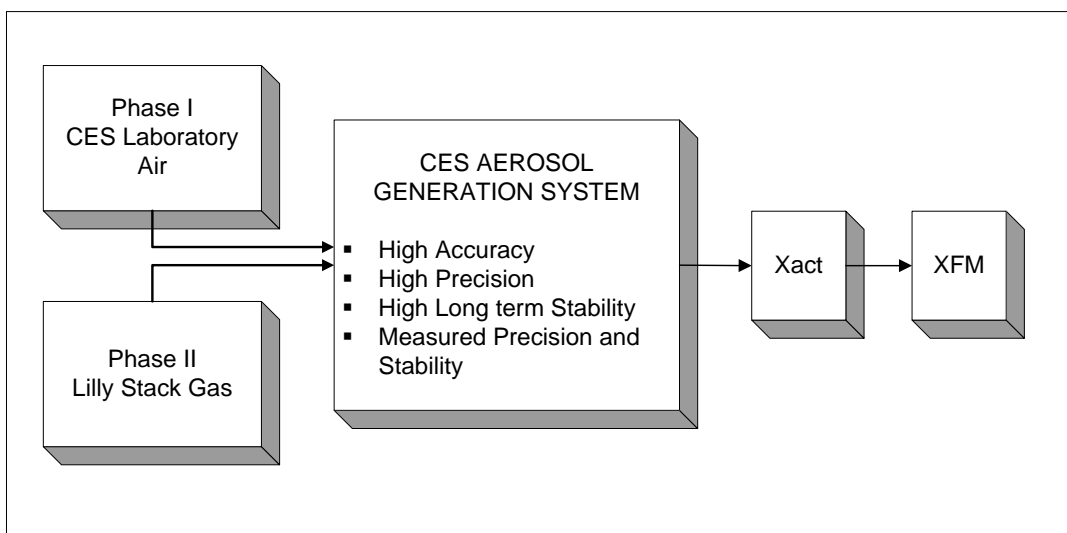 Phase I
CES Laboratory
Air
Phase II
Lilly Stack Gas
CES AEROSOL
GENERATION SYSTEM
▪ High Accuracy
▪ High Precision
▪ High Long term Stability
▪ Measured Precision and
Stability
Xact
XFM